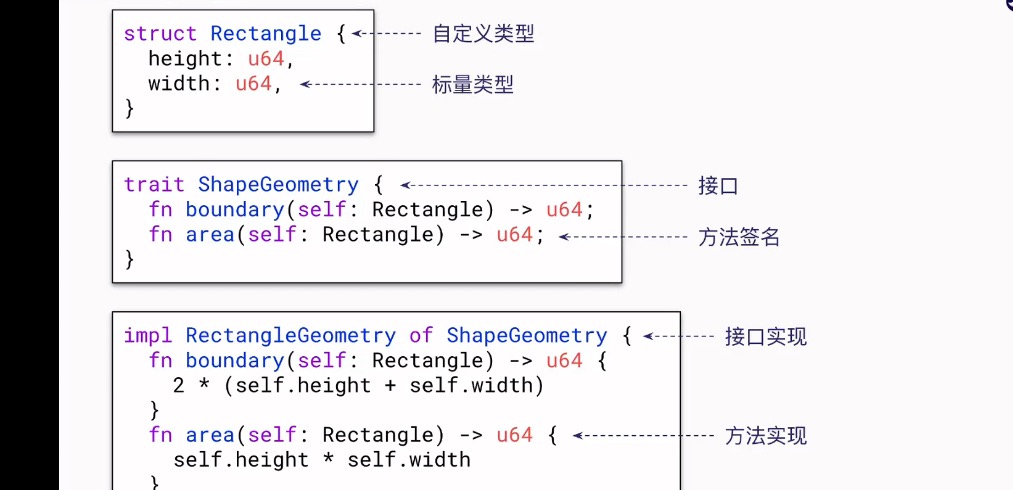 struct Rectangle { 自定义类型
height: u64,
width: u64, 标量类型
}
trait ShapeGeometry { 接口
fn boundary(self: Rectangle) -> u64;
fn area(self: Rectangle) -> u64; 方法签名
}
impl RectangleGeometry of ShapeGeometry { 接口实现
fn boundary(self: Rectangle) -> u64 {
2 * (self.height + self.width)
}
fn area(self: Rectangle) -> u64 { 方法实现
self.height * self.width
}